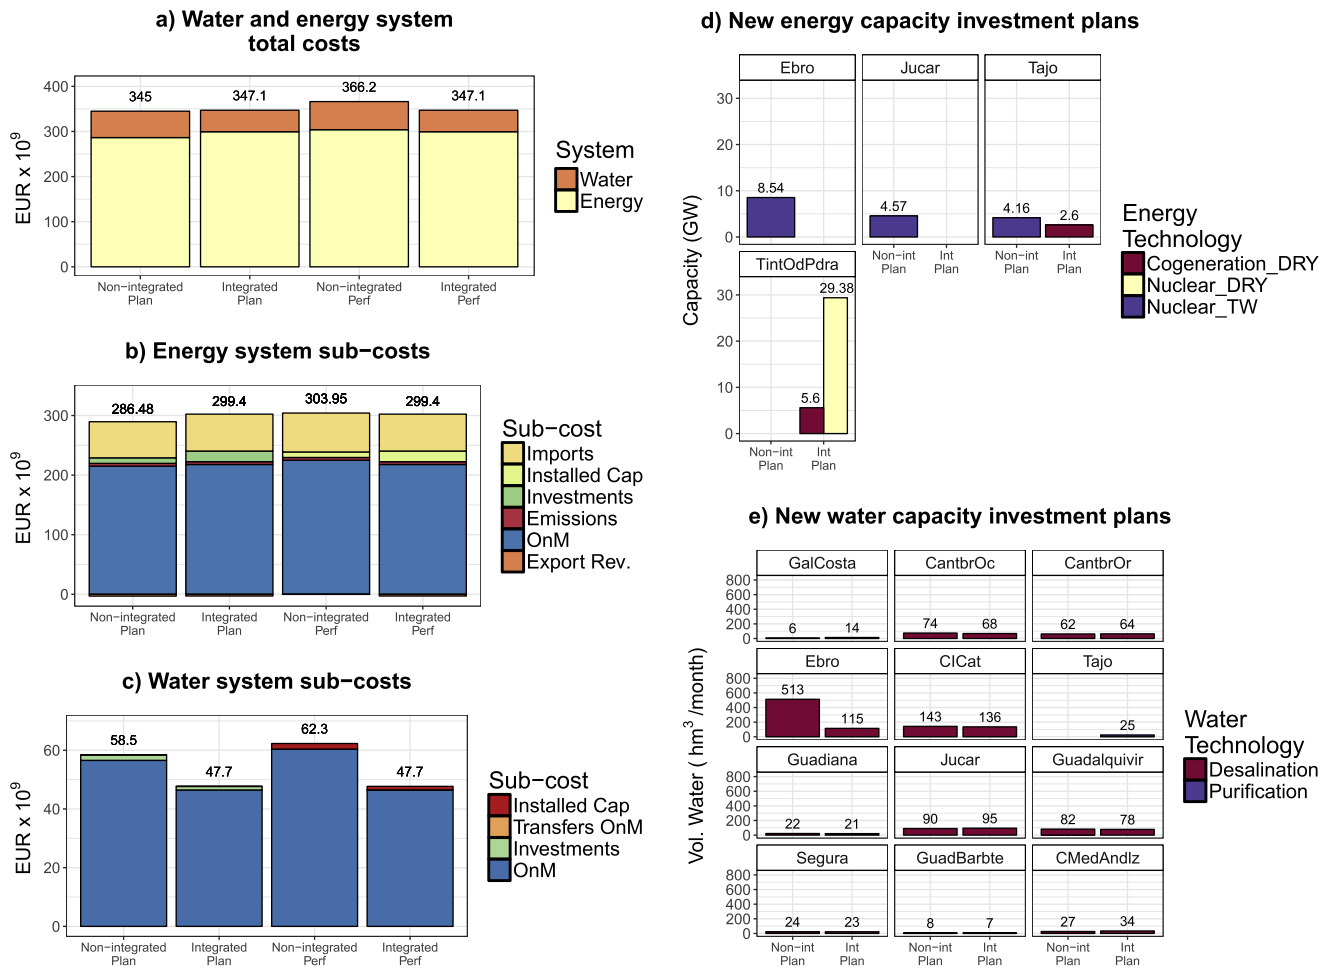 a) Water and energy system
total costs
EUR x 10⁹
400
300
200
100
0
345
347.1
366.2
347.1
Non−integrated
Plan
Integrated
Plan
Non−integrated
Perf
Integrated
Perf
System
Water
Energy
b) Energy system sub−costs
EUR x 10⁹
300
200
100
0
286.48
299.4
303.95
299.4
Non−integrated
Plan
Integrated
Plan
Non−integrated
Perf
Integrated
Perf
Sub−cost
Imports
Installed Cap
Investments
Emissions
OnM
Export Rev.
c) Water system sub−costs
EUR x 10⁹
60
40
20
0
58.5
47.7
62.3
47.7
Non−integrated
Plan
Integrated
Plan
Non−integrated
Perf
Integrated
Perf
Sub−cost
Installed Cap
Transfers OnM
Investments
OnM
d) New energy capacity investment plans
Capacity (GW)
Ebro
Jucar
Tajo
30
20
10
0
8.54
4.57
4.16
2.6
Non−int
Plan
Int
Plan
Non−int
Plan
Int
Plan
TintOdPdra
30
20
10
0
5.6
29.38
Non−int
Plan
Int
Plan
Energy
Technology
Cogeneration_DRY
Nuclear_DRY
Nuclear_TW
e) New water capacity investment plans
Vol. Water ( hm³ /month)
GalCosta
CantbrOc
CantbrOr
800
600
400
200
0
6
14
74
68
62
64
Ebro
CICat
Tajo
800
600
400
200
0
513
115
143
136
25
Guadiana
Jucar
Guadalquivir
800
600
400
200
0
22
21
90
95
82
78
Segura
GuadBarbte
CMedAndlz
800
600
400
200
0
24
23
8
7
27
34
Non−int
Plan
Int
Plan
Non−int
Plan
Int
Plan
Non−int
Plan
Int
Plan
Water
Technology
Desalination
Purification